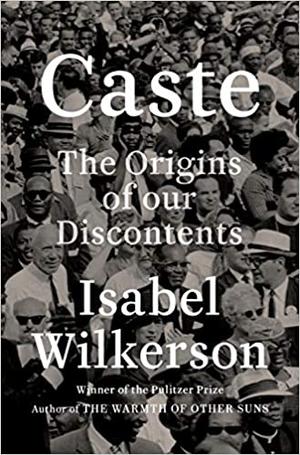 Caste
The Origins
of our
Discontents
Isabel
Wilkerson
Winner of the Pulitzer Prize
Author of THE WARMTH OF OTHER SUNS